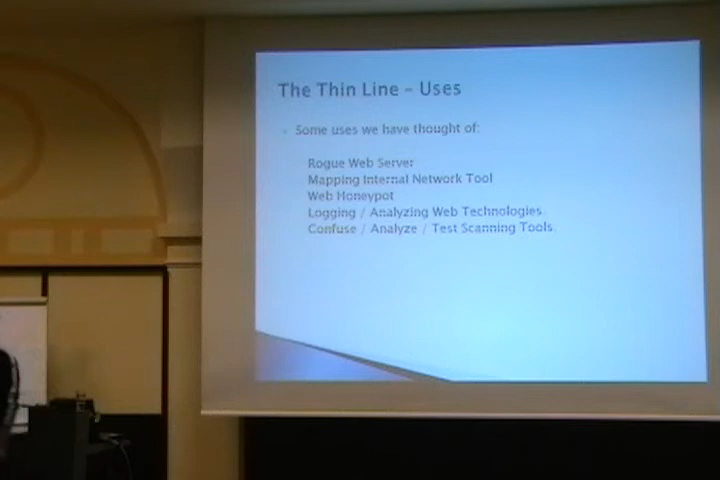 The Thin Line – Uses
Some uses we have thought of:
Rogue Web Server
Mapping Internal Network Tool
Web Honeypot
Logging / Analyzing Web Technologies
Confuse / Analyze / Test Scanning Tools.